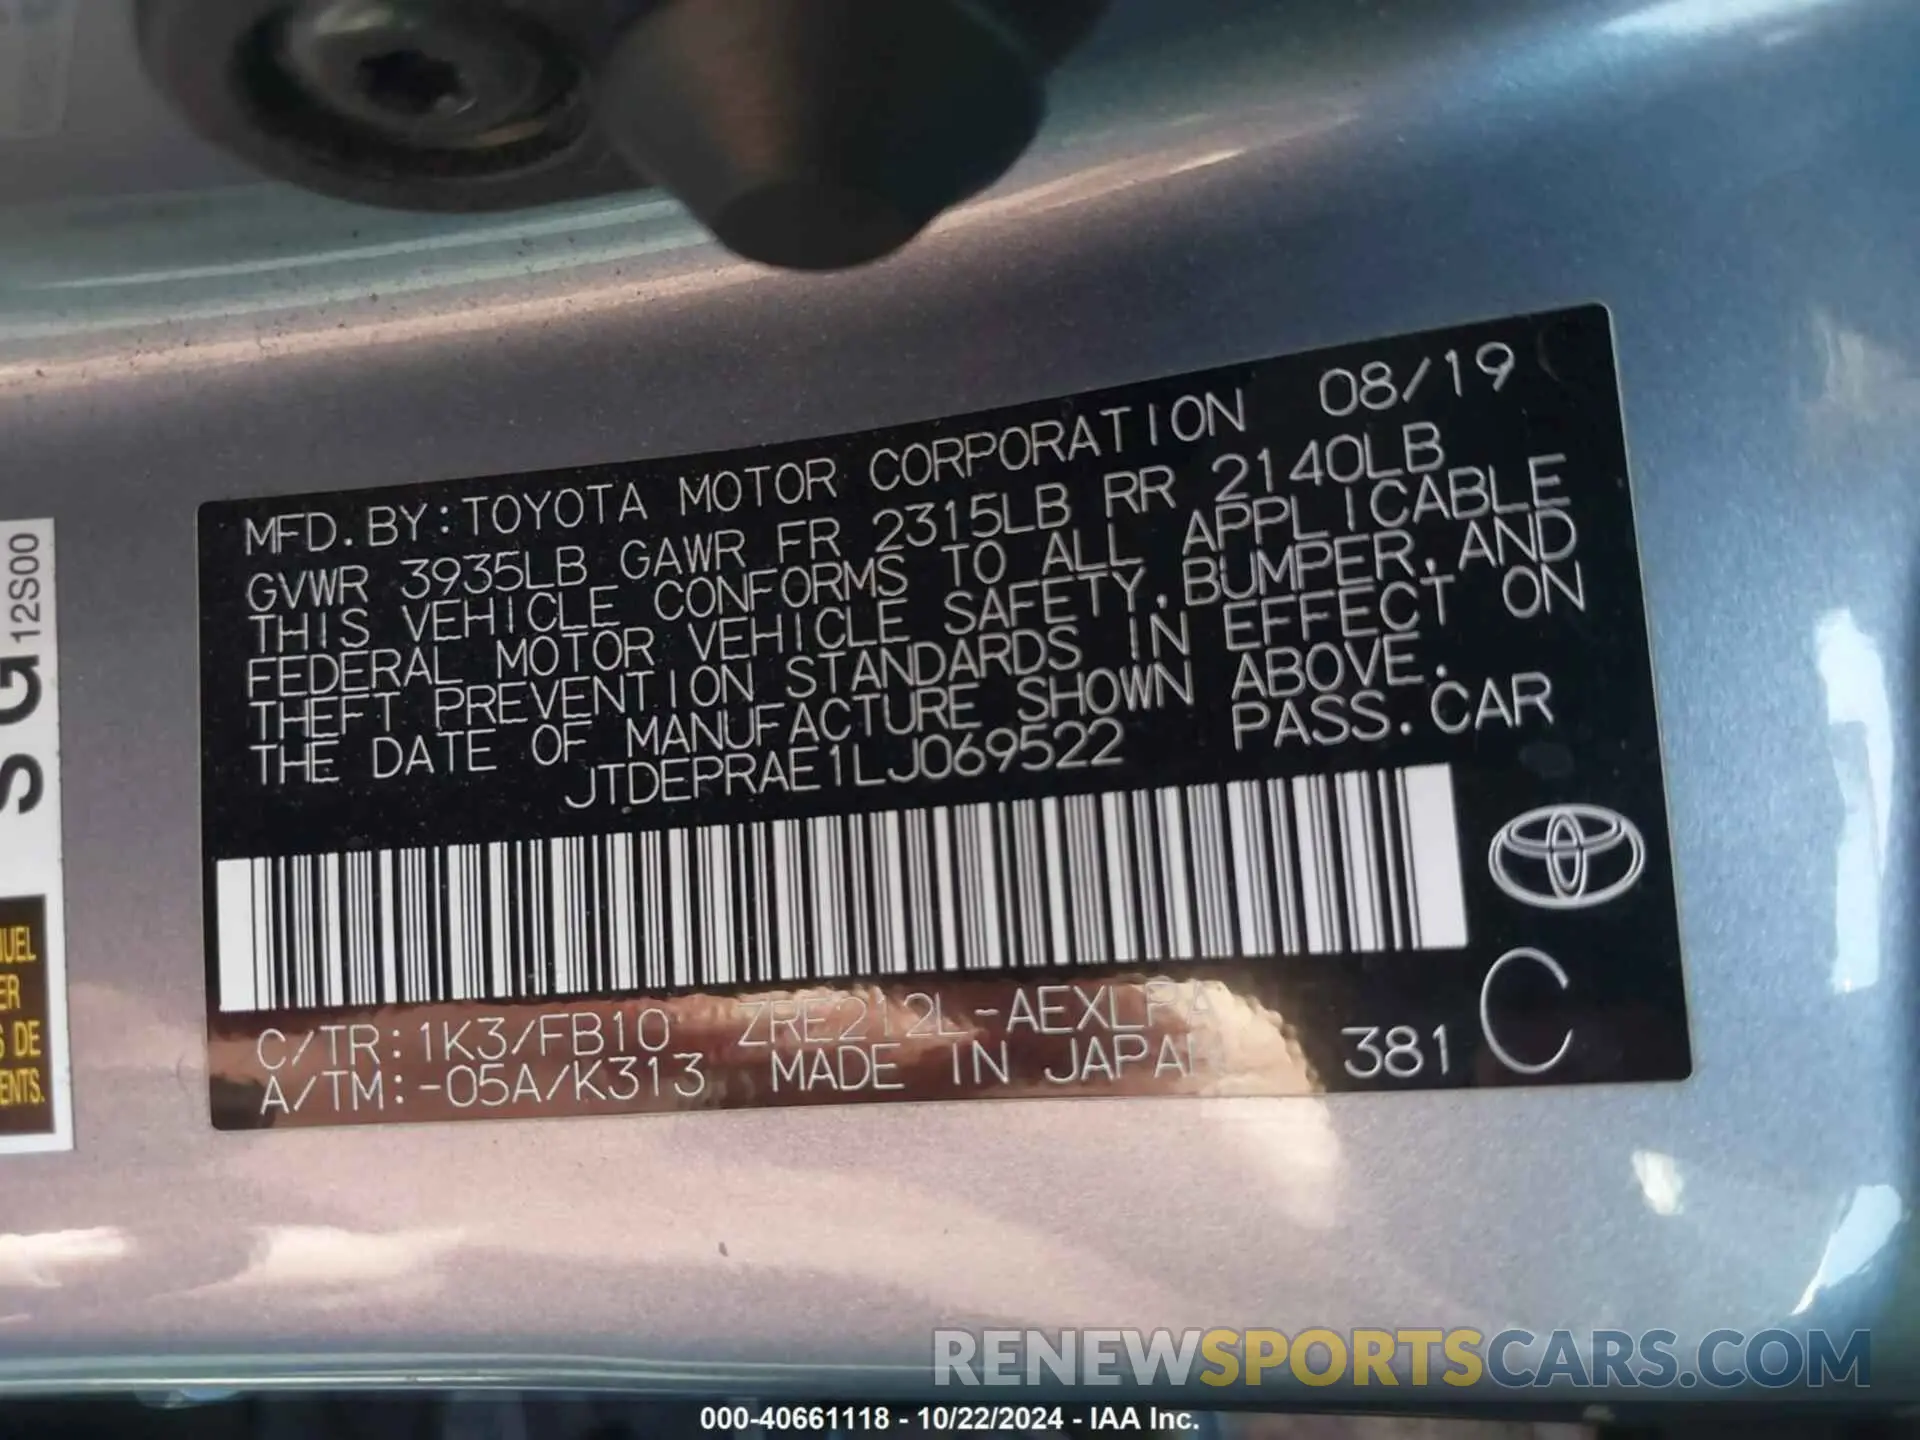 MFD.BY:TOYOTA MOTOR CORPORATION 08/19
GVWR 3935LB GAWR FR 2315LB RR 2140LB
THIS VEHICLE CONFORMS TO ALL APPLICABLE
FEDERAL MOTOR VEHICLE SAFETY, BUMPER, AND
THEFT PREVENTION STANDARDS IN EFFECT ON
THE DATE OF MANUFACTURE SHOWN ABOVE.
JTDEPRAE1LJ069522 PASS.CAR
C/TR:1K3/FB10 ZRE212L-AEXLPA
A/TM:-05A/K313 MADE IN JAPAN 381 C
SG 12S00
DE
RENEWSPORTSCARS.COM
000-40661118 - 10/22/2024 - IAA Inc.